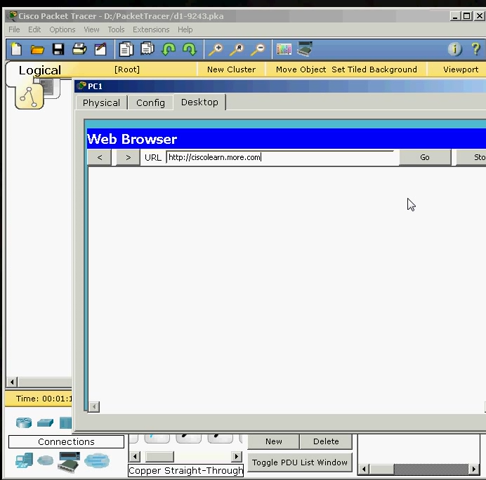 Cisco Packet Tracer - D:/PacketTracer/d1-9243.pka
File Edit Options View Tools Extensions Help
i ?
Logical [Root] New Cluster Move Object Set Tiled Background Viewport
PC1
Physical Config Desktop
Web Browser
< > URL http://ciscolearn.more.com Go Sto
Time: 00:01:1
Connections
New Delete
Toggle PDU List Window
Copper Straight-Through